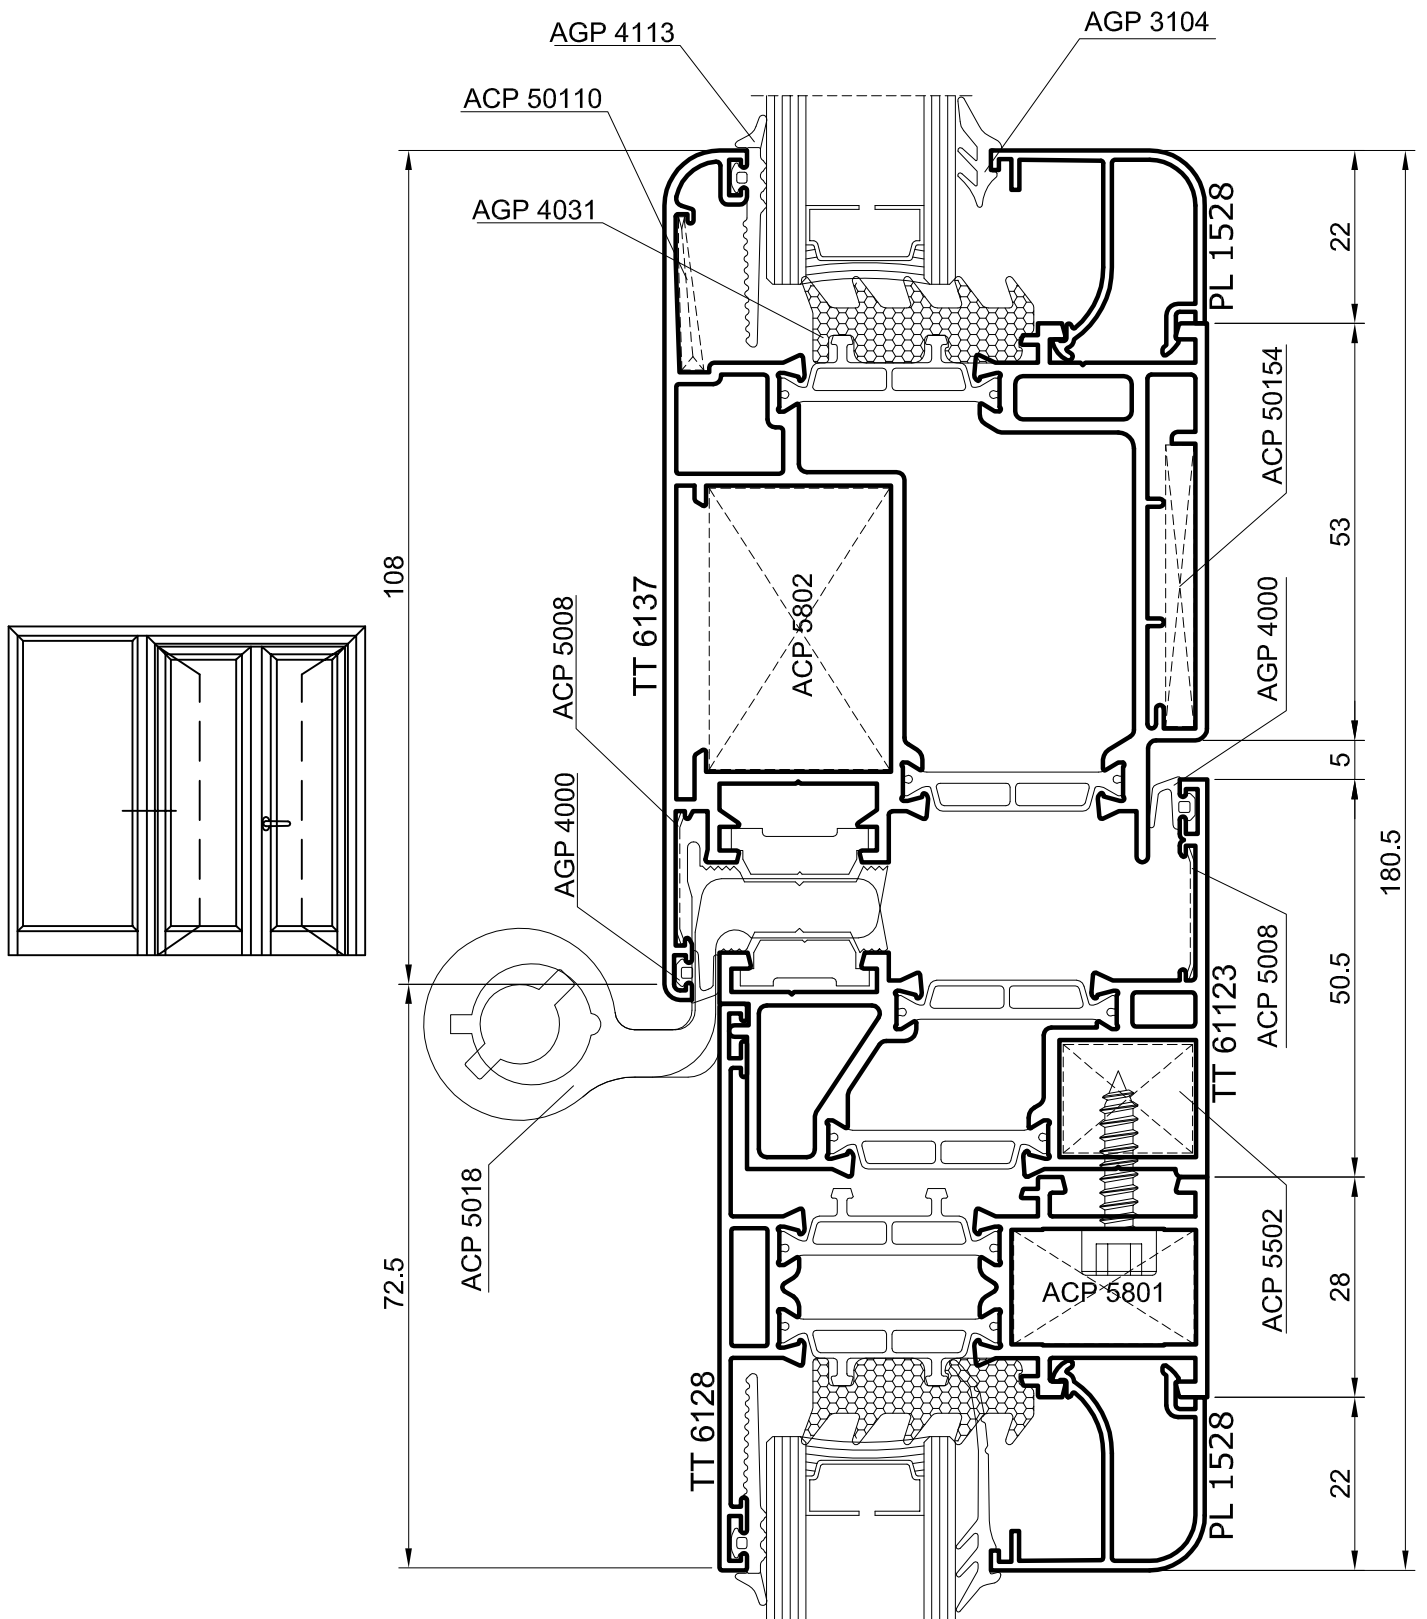 AGP 4113
AGP 3104
ACP 50110
AGP 4031
PL 1528
22
ACP 50154
53
108
TT 6137
ACP 5008
ACP 5802
AGP 4000
5
AGP 4000
180.5
50.5
ACP 5008
TT 61123
ACP 5018
72.5
ACP 5502
28
ACP 5801
TT 6128
PL 1528
22